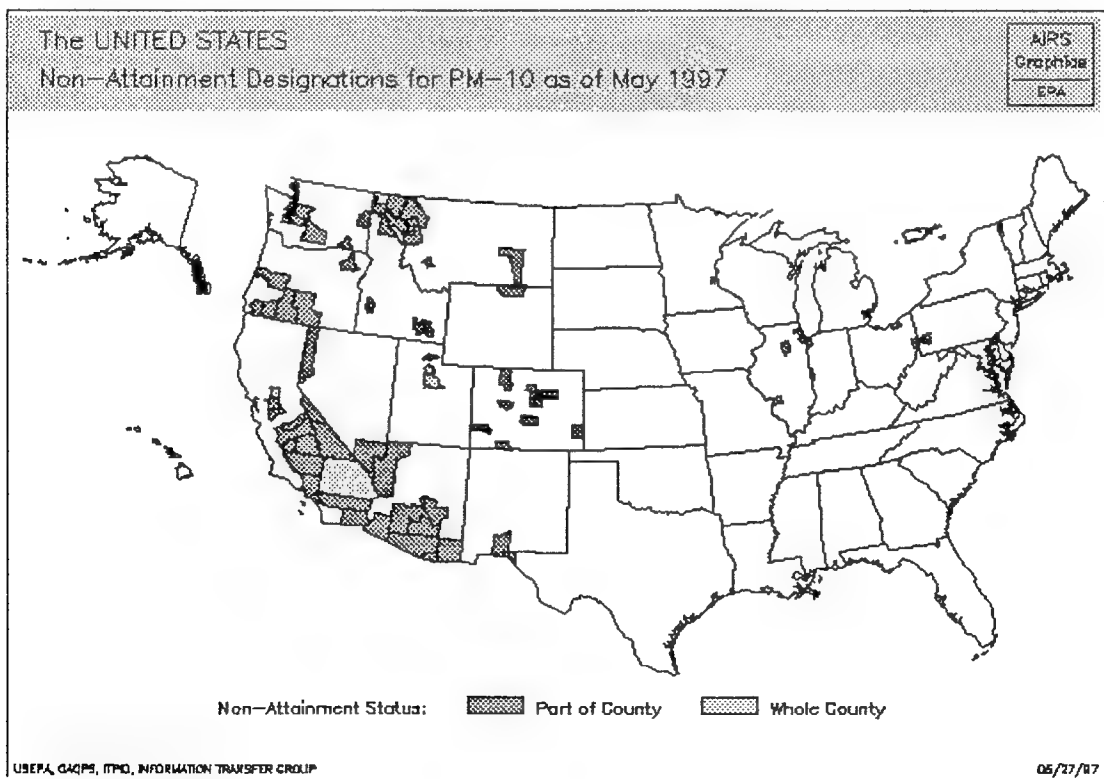 The UNITED STATES
Non-Attainment Designations for PM-10 as of May 1997
AIRS
Graphics
EPA
Non-Attainment Status:
Part of County
Whole County
USEPA, OAQPS, ITPID, INFORMATION TRANSFER GROUP
05/27/97